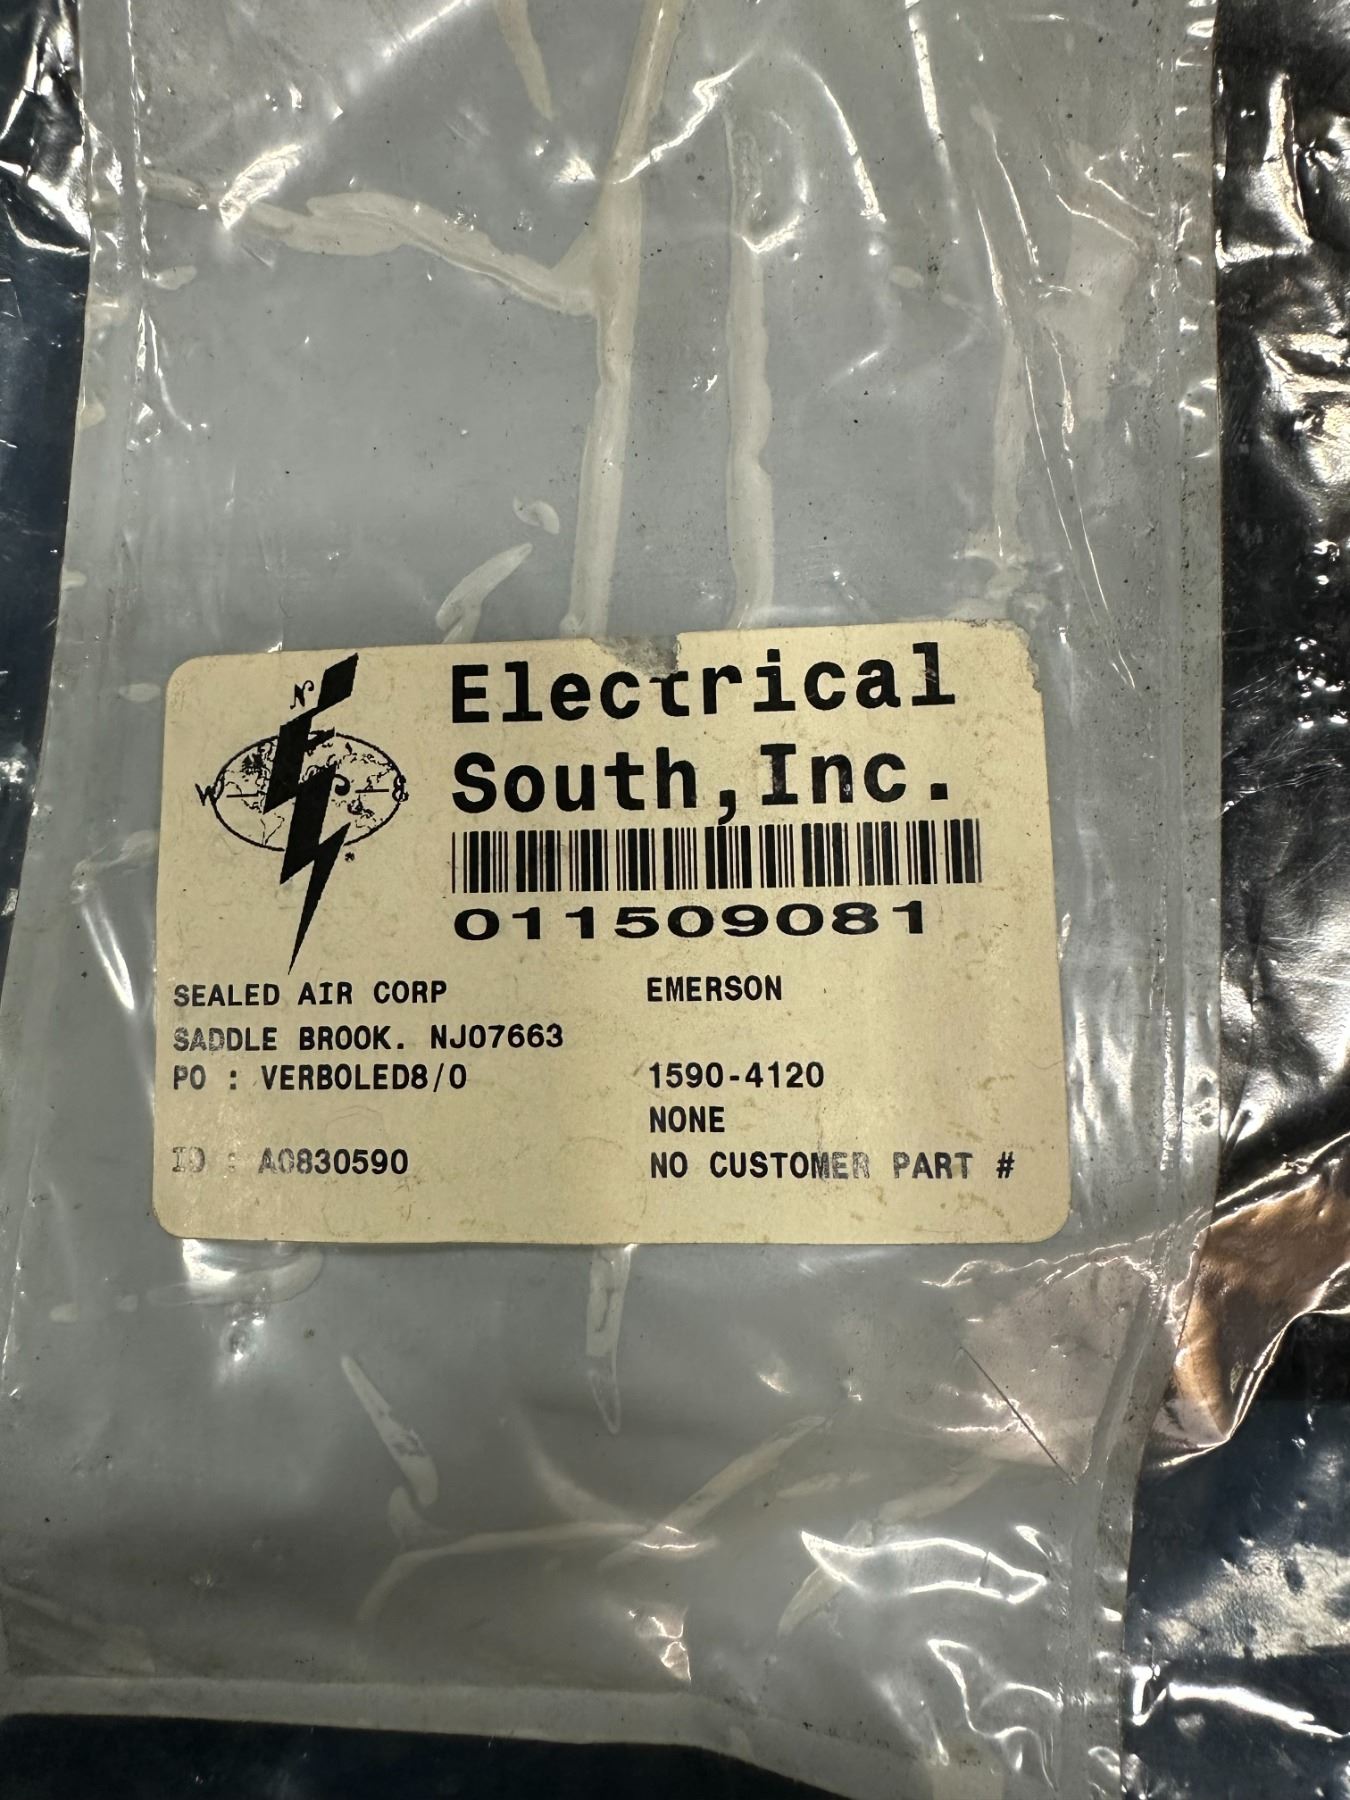 Electrical
South, Inc.
N
W
S
011509081
SEALED AIR CORP
EMERSON
SADDLE BROOK. NJ07663
PO : VERBOLED8/0
1590-4120
NONE
ID : A0830590
NO CUSTOMER PART #